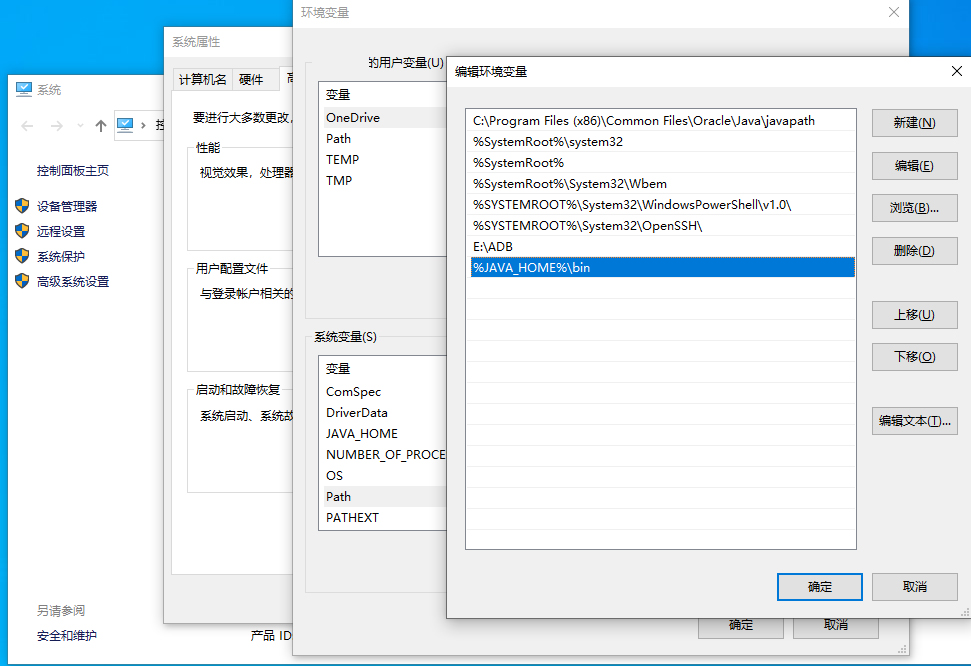 系统
控
控制面板主页
设备管理器
远程设置
系统保护
高级系统设置
另请参阅
安全和维护
产品 ID
系统属性
计算机名
硬件
要进行大多数更改,
性能
视觉效果，处理器
用户配置文件
与登录帐户相关的
启动和故障恢复
系统启动、系统故
环境变量
的用户变量(U)
变量
OneDrive
Path
TEMP
TMP
系统变量(S)
变量
ComSpec
DriverData
JAVA_HOME
NUMBER_OF_PROCE
OS
Path
PATHEXT
确定
取消
编辑环境变量
C:\Program Files (x86)\Common Files\Oracle\Java\javapath
%SystemRoot%\system32
%SystemRoot%
%SystemRoot%\System32\Wbem
%SYSTEMROOT%\System32\WindowsPowerShell\v1.0\
%SYSTEMROOT%\System32\OpenSSH\
E:\ADB
%JAVA_HOME%\bin
新建(N)
编辑(E)
浏览(B)...
删除(D)
上移(U)
下移(O)
编辑文本(T)...
确定
取消